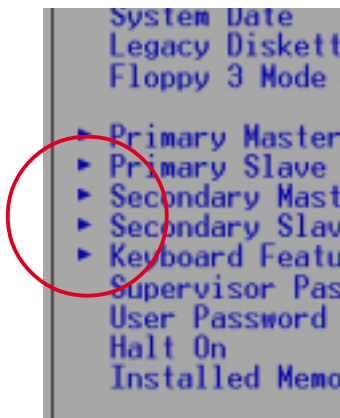 System Date
Legacy Diskett
Floppy 3 Mode
Primary Master
Primary Slave
Secondary Mast
Secondary Slav
Keyboard Featu
Supervisor Pas
User Password
Halt On
Installed Memo